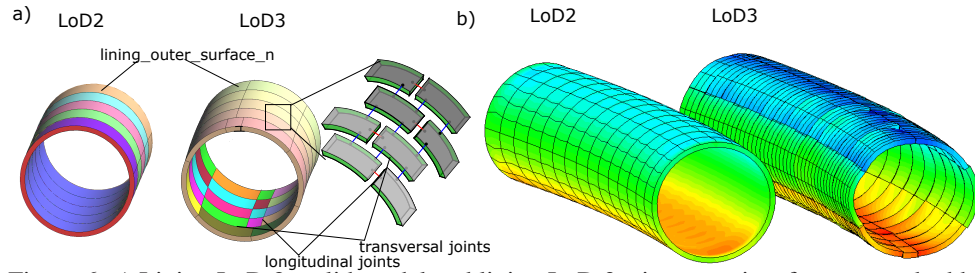 a)
LoD2
LoD3
lining_outer_surface_n
transversal joints
longitudinal joints
b)
LoD2
LoD3